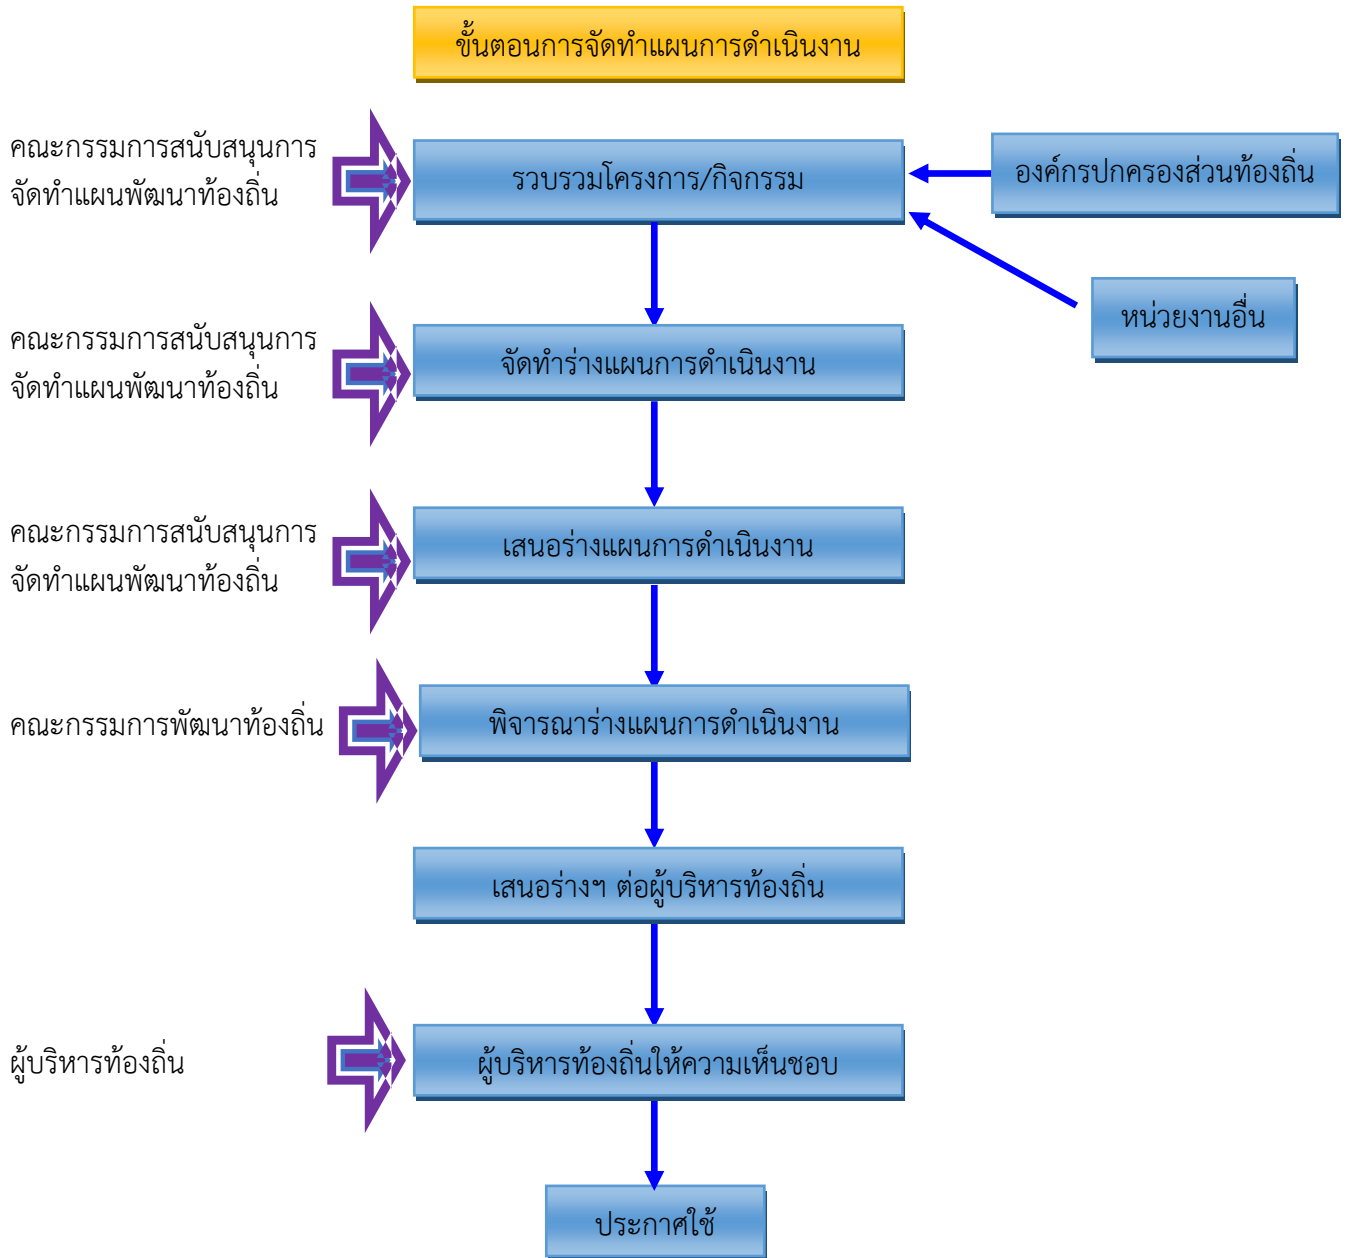 ขั้นตอนการจัดทำแผนการดำเนินงาน
คณะกรรมการสนับสนุนการ
จัดทำแผนพัฒนาท้องถิ่น
รวบรวมโครงการ/กิจกรรม
องค์กรปกครองส่วนท้องถิ่น
หน่วยงานอื่น
คณะกรรมการสนับสนุนการ
จัดทำแผนพัฒนาท้องถิ่น
จัดทำร่างแผนการดำเนินงาน
คณะกรรมการสนับสนุนการ
จัดทำแผนพัฒนาท้องถิ่น
เสนอร่างแผนการดำเนินงาน
คณะกรรมการพัฒนาท้องถิ่น
พิจารณาร่างแผนการดำเนินงาน
เสนอร่างฯ ต่อผู้บริหารท้องถิ่น
ผู้บริหารท้องถิ่น
ผู้บริหารท้องถิ่นให้ความเห็นชอบ
ประกาศใช้